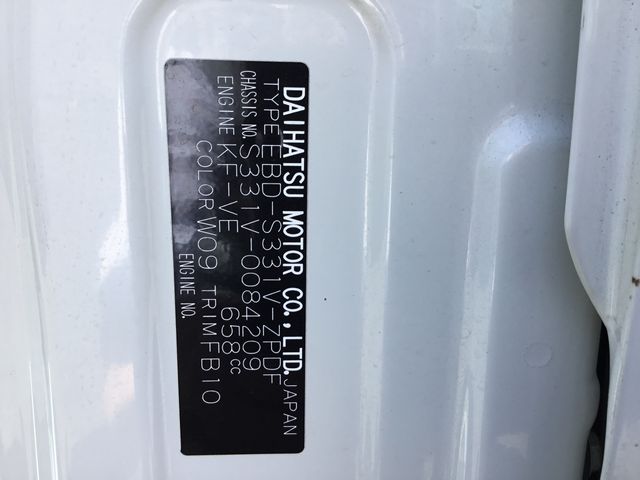 DAIHATSU MOTOR CO.,LTD. JAPAN
TYPE EBD-S331V-ZPDF
CHASSIS NO. S331V-0084209
ENGINE KF-VE 658cc
COLOR W09 TRIM FB10
ENGINE NO.